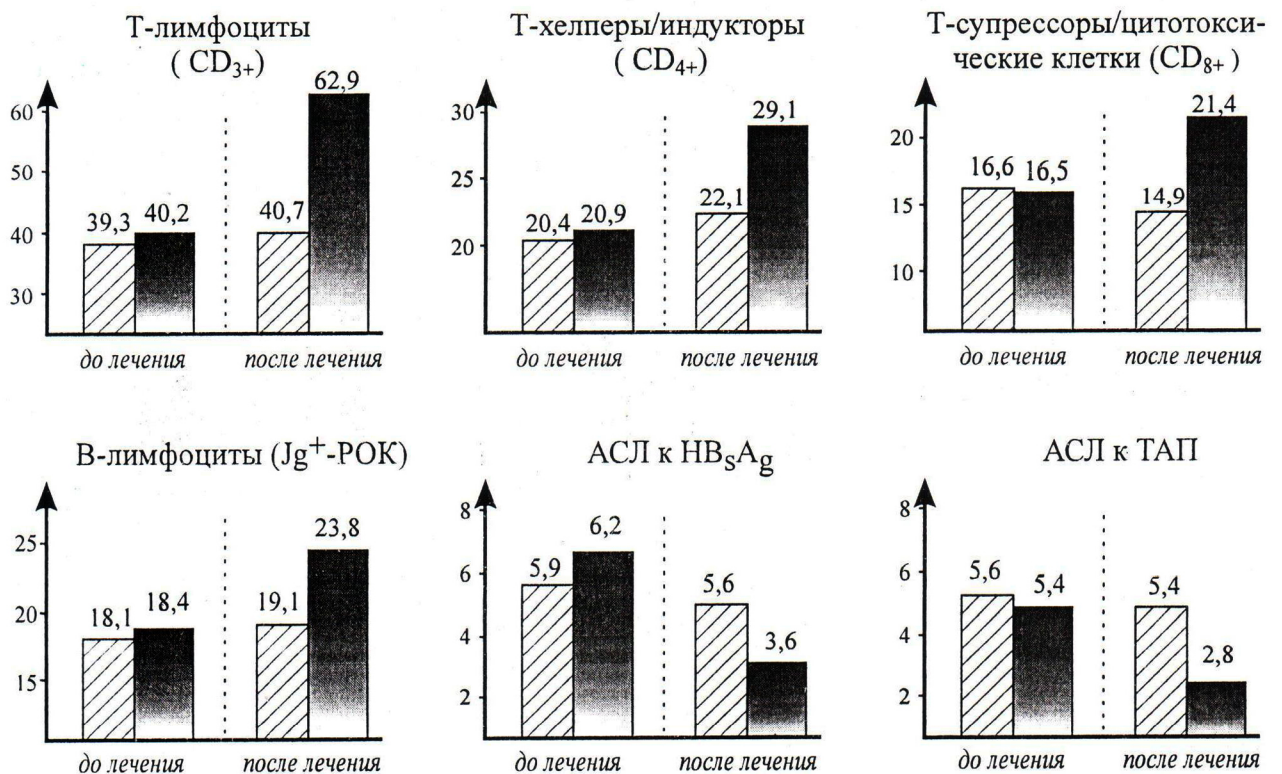 Т-лимфоциты
( CD3+)
60
50
40
30
39,3
40,2
40,7
62,9
до лечения
после лечения
Т-хелперы/индукторы
( CD4+)
30
25
20
20,4
20,9
22,1
29,1
до лечения
после лечения
Т-супрессоры/цитотокси-
ческие клетки (CD8+ )
20
15
10
16,6
16,5
14,9
21,4
до лечения
после лечения
В-лимфоциты (Jg+-РОК)
25
20
15
18,1
18,4
19,1
23,8
до лечения
после лечения
АСЛ к HBsAg
8
6
4
2
5,9
6,2
5,6
3,6
до лечения
после лечения
АСЛ к ТАП
8
6
4
2
5,6
5,4
5,4
2,8
до лечения
после лечения